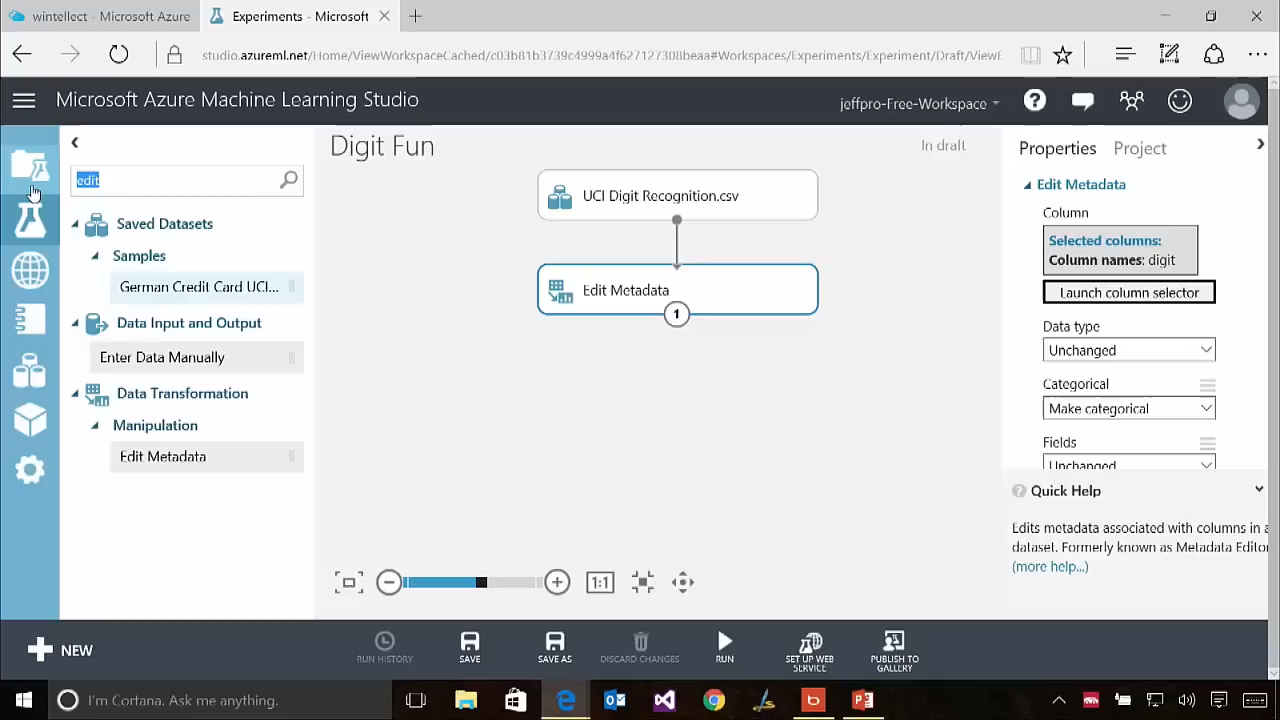 wintellect - Microsoft Azure
Experiments - Microsoft
studio.azureml.net/Home/ViewWorkspaceCached/c03b81b3739c4999a4f627127308beaa#Workspaces/Experiments/Experiment/Draft/ViewE
Microsoft Azure Machine Learning Studio
jeffpro-Free-Workspace
Digit Fun
In draft
Properties
Project
edit
Saved Datasets
Samples
German Credit Card UCI...
Data Input and Output
Enter Data Manually
Data Transformation
Manipulation
Edit Metadata
UCI Digit Recognition.csv
Edit Metadata
1
Edit Metadata
Column
Selected columns:
Column names: digit
Launch column selector
Data type
Unchanged
Categorical
Make categorical
Fields
Unchanged
Quick Help
Edits metadata associated with columns in a
dataset. Formerly known as Metadata Editor
(more help...)
1:1
NEW
RUN HISTORY
SAVE
SAVE AS
DISCARD CHANGES
RUN
SET UP WEB
SERVICE
PUBLISH TO
GALLERY
I'm Cortana. Ask me anything.